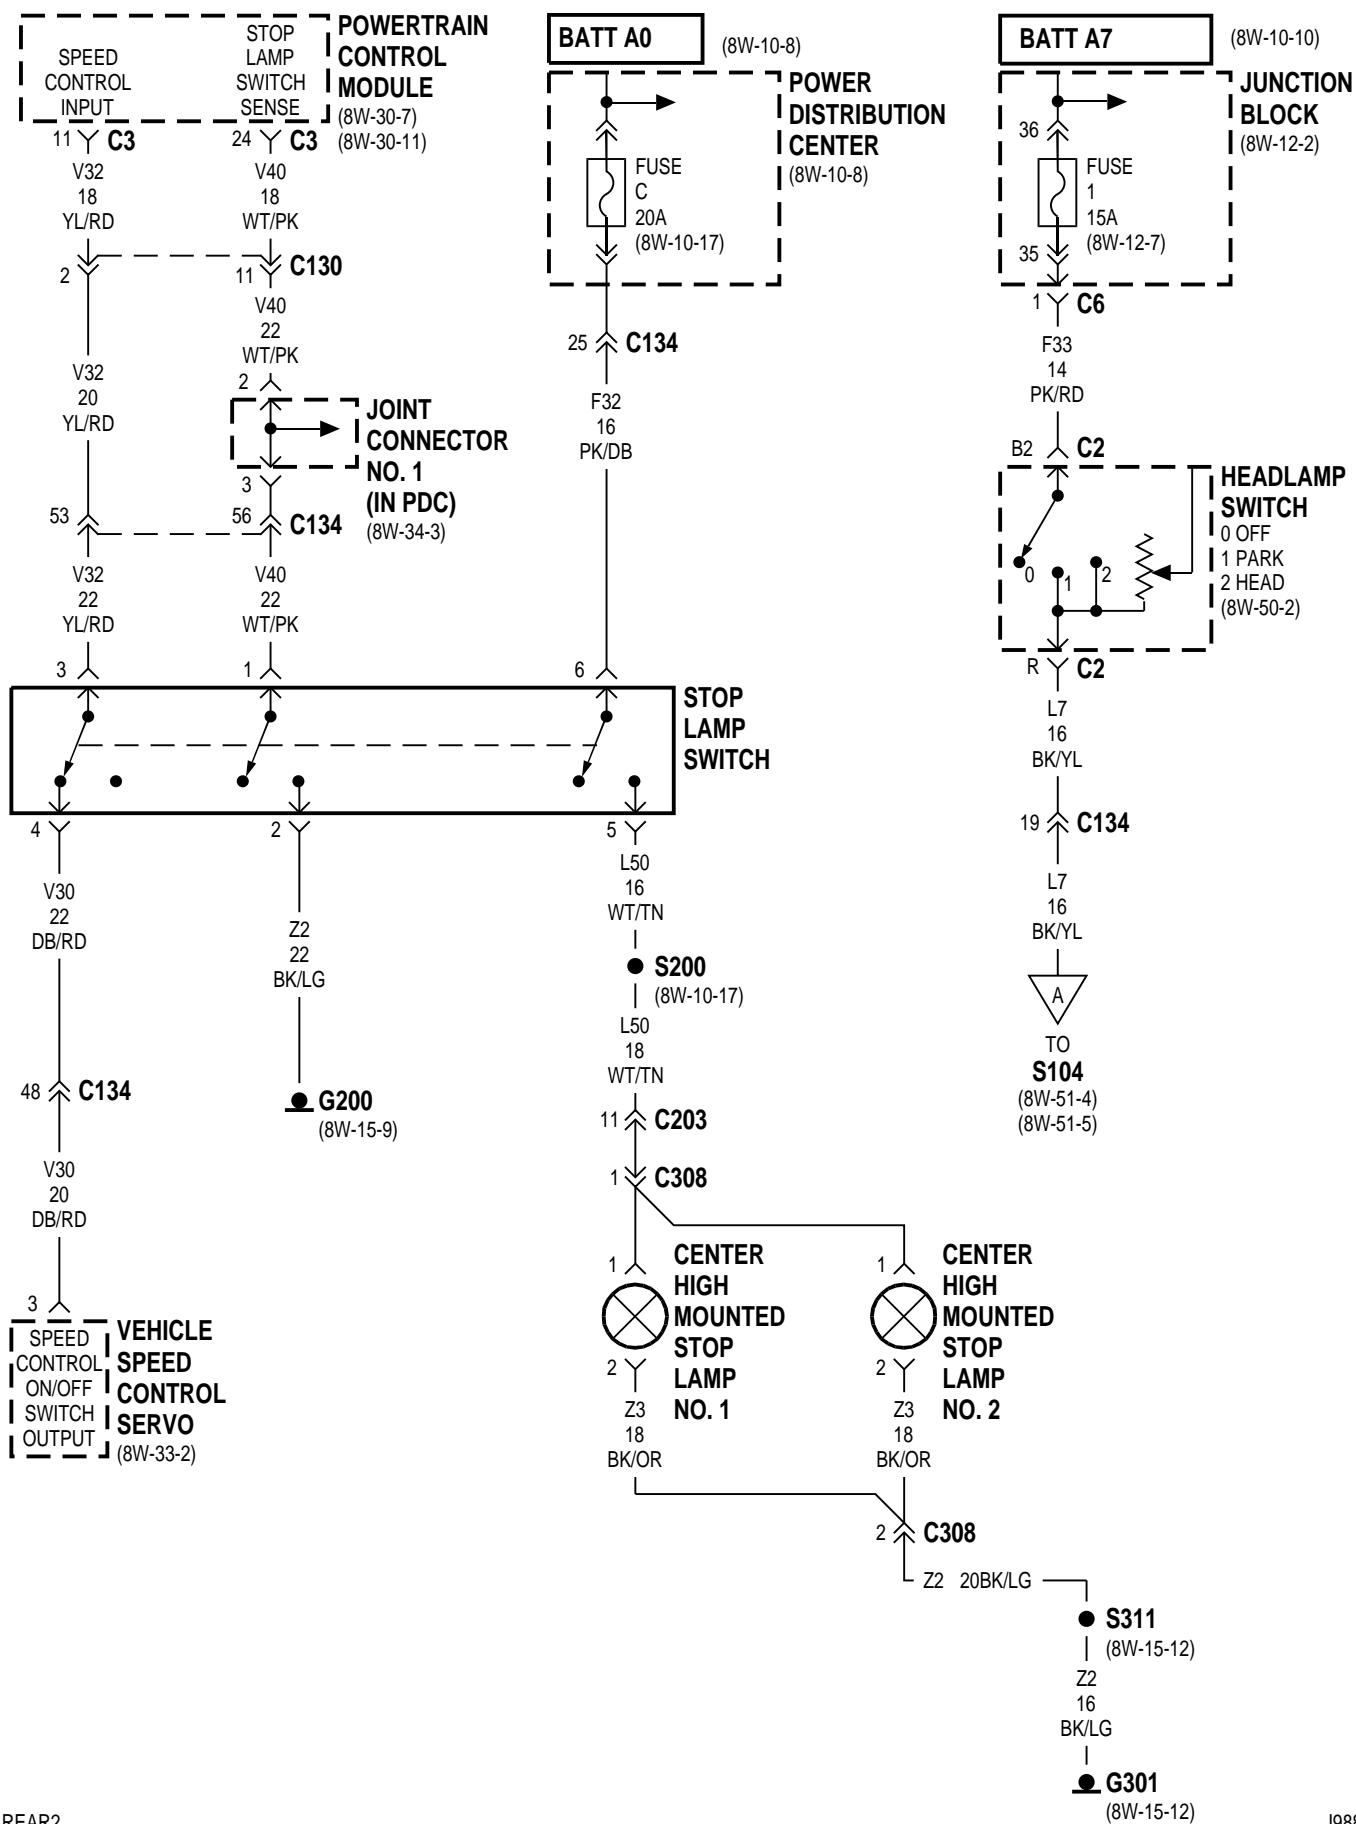 SPEED
CONTROL
INPUT
STOP
LAMP
SWITCH
SENSE
POWERTRAIN
CONTROL
MODULE
(8W-30-7)
(8W-30-11)
11 C3
24 C3
V32
18
YL/RD
V40
18
WT/PK
2
11 C130
V40
22
WT/PK
2
V32
20
YL/RD
JOINT
CONNECTOR
NO. 1
(IN PDC)
(8W-34-3)
3
53
56 C134
V32
22
YL/RD
V40
22
WT/PK
3
1
BATT A0 (8W-10-8)
POWER
DISTRIBUTION
CENTER
(8W-10-8)
FUSE
C
20A
(8W-10-17)
25 C134
F32
16
PK/DB
6
STOP
LAMP
SWITCH
4
2
5
V30
22
DB/RD
48 C134
V30
20
DB/RD
3
SPEED
CONTROL
ON/OFF
SWITCH
OUTPUT
VEHICLE
SPEED
CONTROL
SERVO
(8W-33-2)
Z2
22
BK/LG
G200
(8W-15-9)
L50
16
WT/TN
S200
(8W-10-17)
L50
18
WT/TN
11 C203
1 C308
1
CENTER
HIGH
MOUNTED
STOP
LAMP
NO. 1
2
Z3
18
BK/OR
1
CENTER
HIGH
MOUNTED
STOP
LAMP
NO. 2
2
Z3
18
BK/OR
2 C308
Z2 20BK/LG
S311
(8W-15-12)
Z2
16
BK/LG
G301
(8W-15-12)
BATT A7 (8W-10-10)
JUNCTION
BLOCK
(8W-12-2)
36
FUSE
1
15A
(8W-12-7)
35
1 C6
F33
14
PK/RD
B2 C2
HEADLAMP
SWITCH
0 OFF
1 PARK
2 HEAD
(8W-50-2)
0
1
2
R C2
L7
16
BK/YL
19 C134
L7
16
BK/YL
A
TO
S104
(8W-51-4)
(8W-51-5)